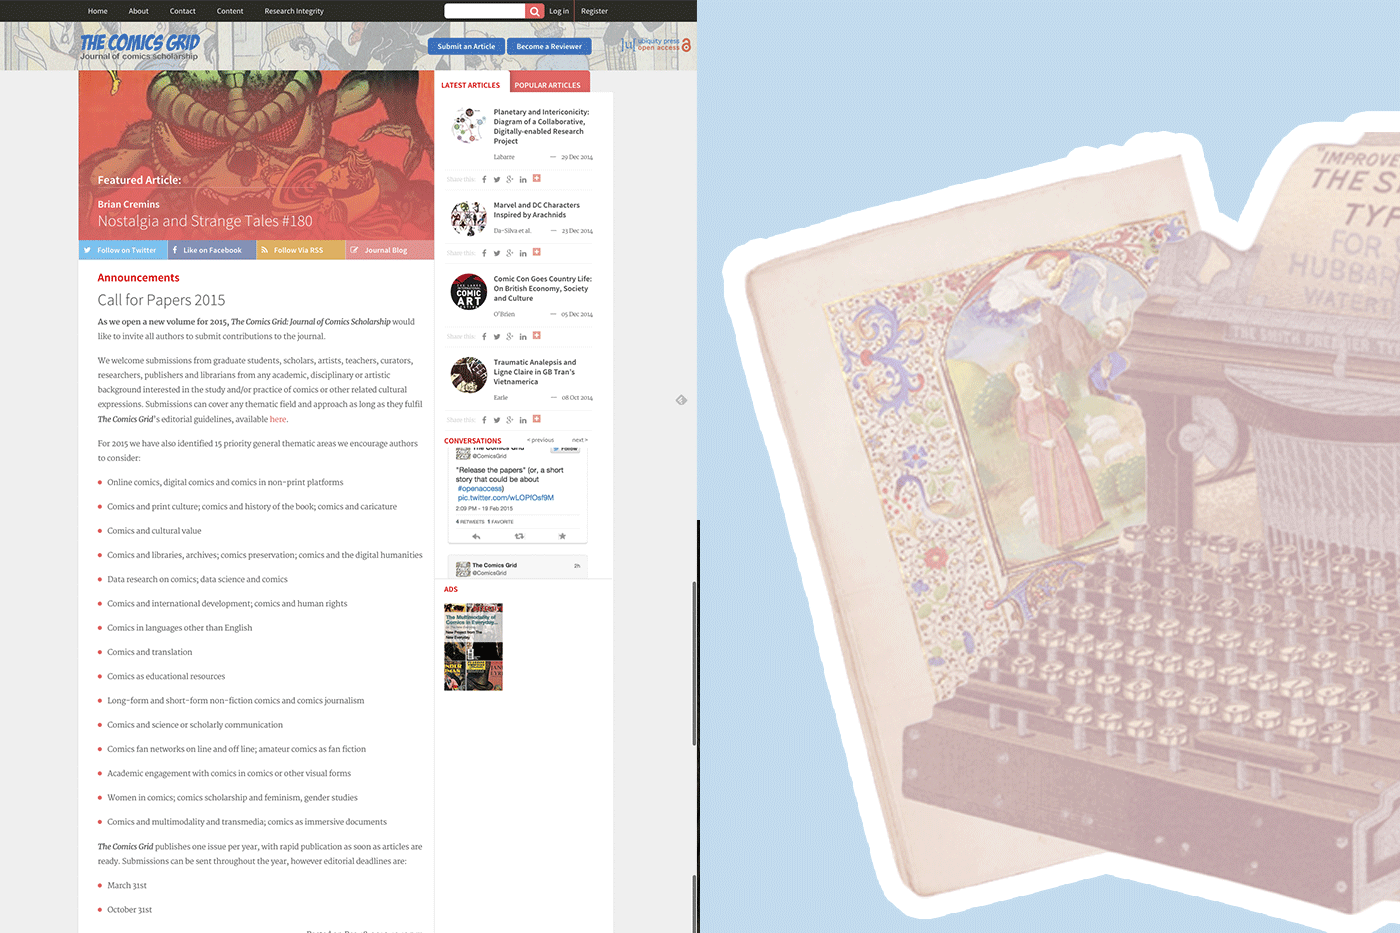 Home About Contact Content Research Integrity
Log in Register
THE COMICS GRID
Journal of comics scholarship
Submit an Article Become a Reviewer
[u] ubiquity press
open access
Featured Article:
Brian Cremins
Nostalgia and Strange Tales #180
Follow on Twitter Like on Facebook Follow Via RSS Journal Blog
Announcements
Call for Papers 2015
As we open a new volume for 2015, The Comics Grid: Journal of Comics Scholarship would
like to invite all authors to submit contributions to the journal.
We welcome submissions from graduate students, scholars, artists, teachers, curators,
researchers, publishers and librarians from any academic, disciplinary or artistic
background interested in the study and/or practice of comics or other related cultural
expressions. Submissions can cover any thematic field and approach as long as they fulfil
The Comics Grid's editorial guidelines, available here.
For 2015 we have also identified 15 priority general thematic areas we encourage authors
to consider:
Online comics, digital comics and comics in non-print platforms
Comics and print culture; comics and history of the book; comics and caricature
Comics and cultural value
Comics and libraries, archives; comics preservation; comics and the digital humanities
Data research on comics; data science and comics
Comics and international development; comics and human rights
Comics in languages other than English
Comics and translation
Comics as educational resources
Long-form and short-form non-fiction comics and comics journalism
Comics and science or scholarly communication
Comics fan networks on line and off line; amateur comics as fan fiction
Academic engagement with comics in comics or other visual forms
Women in comics; comics scholarship and feminism, gender studies
Comics and multimodality and transmedia; comics as immersive documents
The Comics Grid publishes one issue per year, with rapid publication as soon as articles are
ready. Submissions can be sent throughout the year, however editorial deadlines are:
March 31st
October 31st
LATEST ARTICLES POPULAR ARTICLES
Planetary and Intericonicity:
Diagram of a Collaborative,
Digitally-enabled Research
Project
Labarre — 29 Dec 2014
Share this:
Marvel and DC Characters
Inspired by Arachnids
Da-Silva et al. — 23 Dec 2014
Share this:
Comic Con Goes Country Life:
On British Economy, Society
and Culture
O'Brien — 05 Dec 2014
COMIC
ART
Share this:
Traumatic Analepsis and
Ligne Claire in GB Tran's
Vietnamerica
Earle — 08 Oct 2014
Share this:
CONVERSATIONS < previous next >
The Comics Grid Follow
@ComicsGrid
"Release the papers" (or, a short
story that could be about
#openaccess)
pic.twitter.com/wLOPfOsf9M
2:09 PM - 19 Feb 2015
4 RETWEETS 1 FAVORITE
The Comics Grid 2h
@ComicsGrid
ADS
The Multimodality of
Comics in Everyday...
New Project from The
New Everyday
"IMPROVE
THE S
TYP
FOR
HUSBA
W